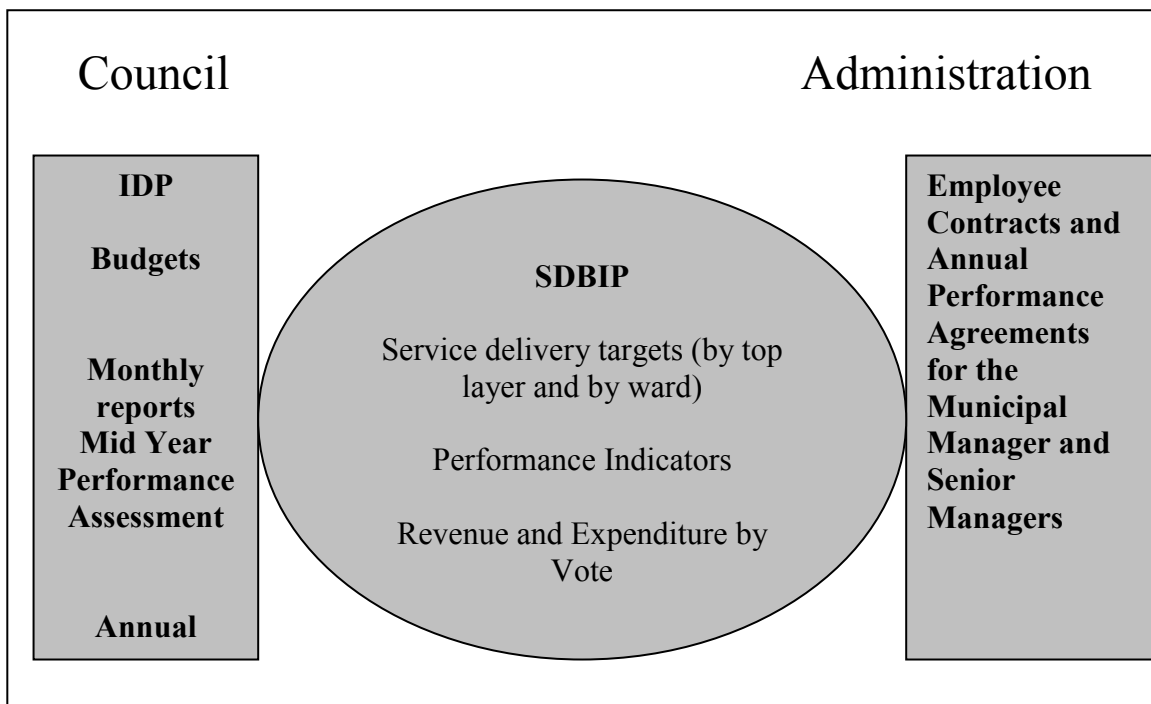 Council
Administration
IDP
Budgets
Monthly
reports
Mid Year
Performance
Assessment
Annual
SDBIP
Service delivery targets (by top
layer and by ward)
Performance Indicators
Revenue and Expenditure by
Vote
Employee
Contracts and
Annual
Performance
Agreements
for the
Municipal
Manager and
Senior
Managers